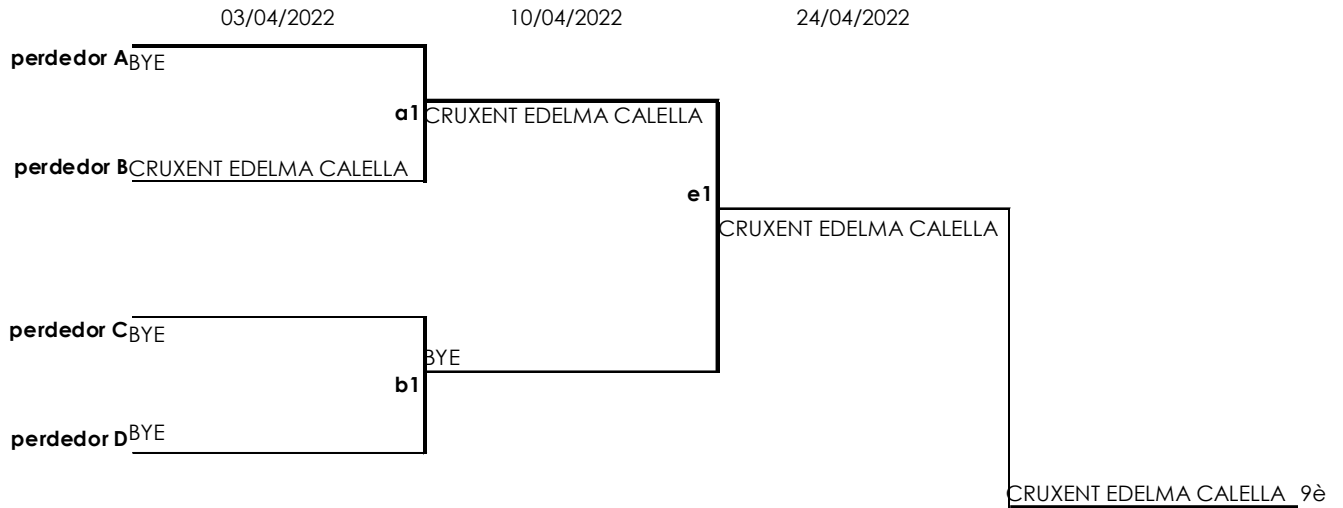 03/04/2022 10/04/2022 24/04/2022
perdedor A BYE
a1 CRUXENT EDELMA CALELLA
perdedor B CRUXENT EDELMA CALELLA
e1
CRUXENT EDELMA CALELLA
perdedor C BYE
BYE
b1
perdedor D BYE
CRUXENT EDELMA CALELLA 9è